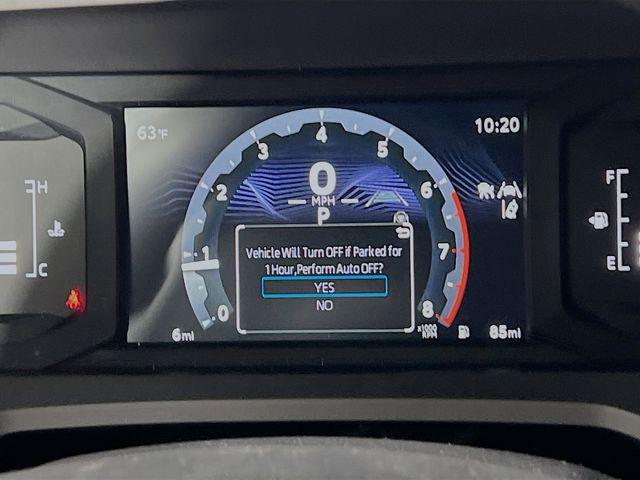 63°F
10:20
0 1 2 3 4 5 6 7 8
0
MPH
P
H
C
F
E
Vehicle Will Turn OFF if Parked for
1 Hour,Perform Auto OFF?
YES
NO
x1000
RPM
6mi
85mi